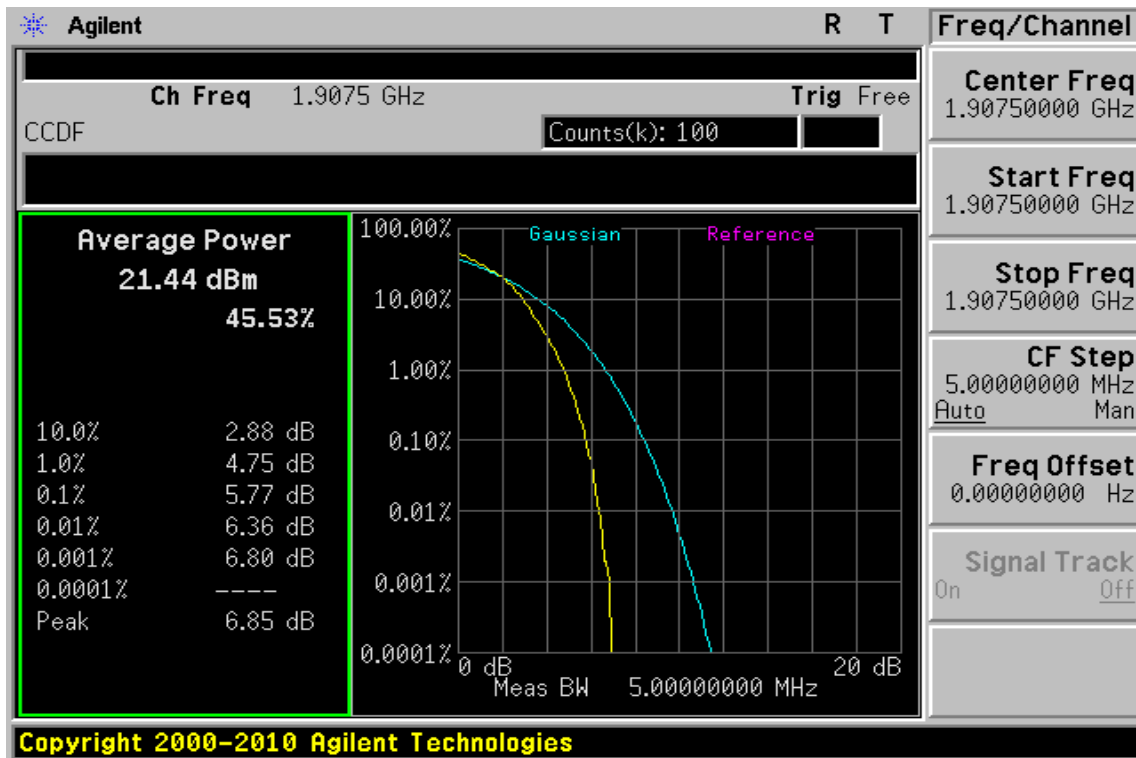 Agilent R T
Ch Freq 1.9075 GHz Trig Free
CCDF Counts(k): 100
Average Power
21.44 dBm
45.53%
10.0% 2.88 dB
1.0% 4.75 dB
0.1% 5.77 dB
0.01% 6.36 dB
0.001% 6.80 dB
0.0001% ----
Peak 6.85 dB
100.00%
10.00%
1.00%
0.10%
0.01%
0.001%
0.0001%
Gaussian Reference
0 dB 20 dB
Meas BW 5.00000000 MHz
Freq/Channel
Center Freq
1.90750000 GHz
Start Freq
1.90750000 GHz
Stop Freq
1.90750000 GHz
CF Step
5.00000000 MHz
Auto Man
Freq Offset
0.00000000 Hz
Signal Track
On Off
Copyright 2000-2010 Agilent Technologies